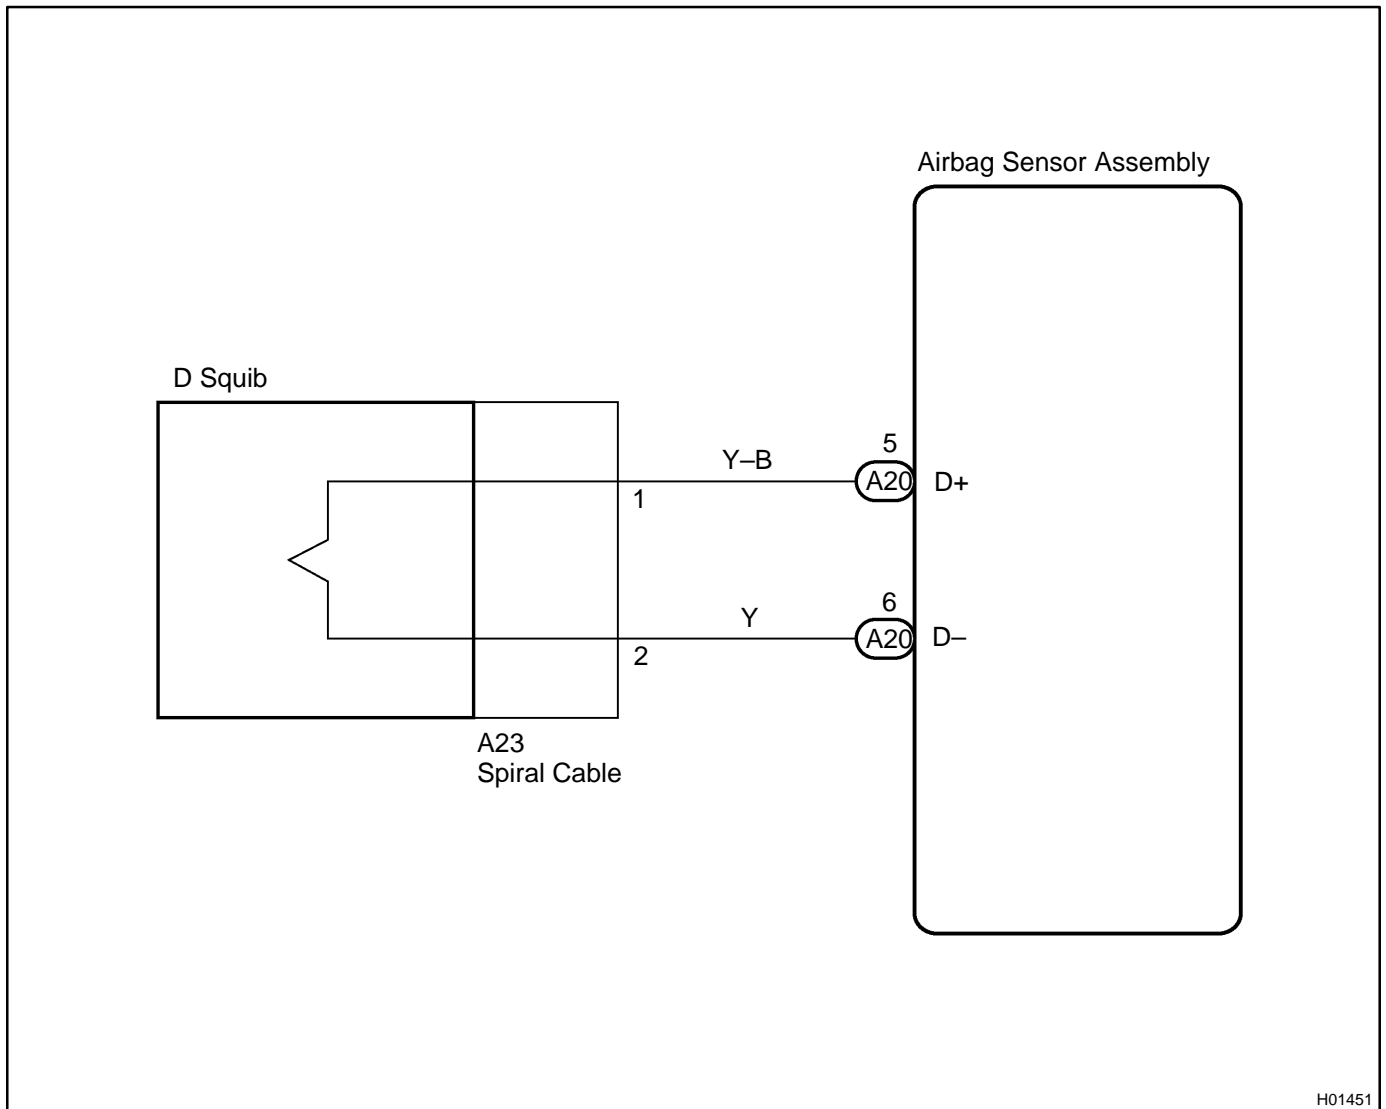 Airbag Sensor Assembly
D Squib
Y–B
5
A20
D+
1
Y
6
A20
D–
2
A23
Spiral Cable
H01451